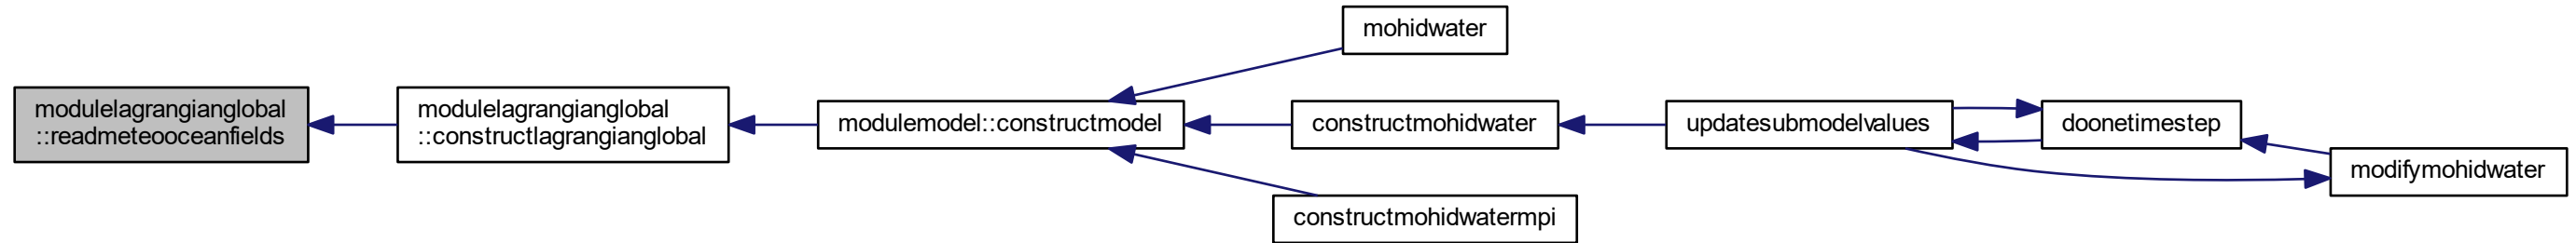 mohidwater
modulelagrangianglobal
::readmeteooceanfields
modulelagrangianglobal
::constructlagrangianglobal
modulemodel::constructmodel
constructmohidwater
updatesubmodelvalues
doonetimestep
modifymohidwater
constructmohidwatermpi